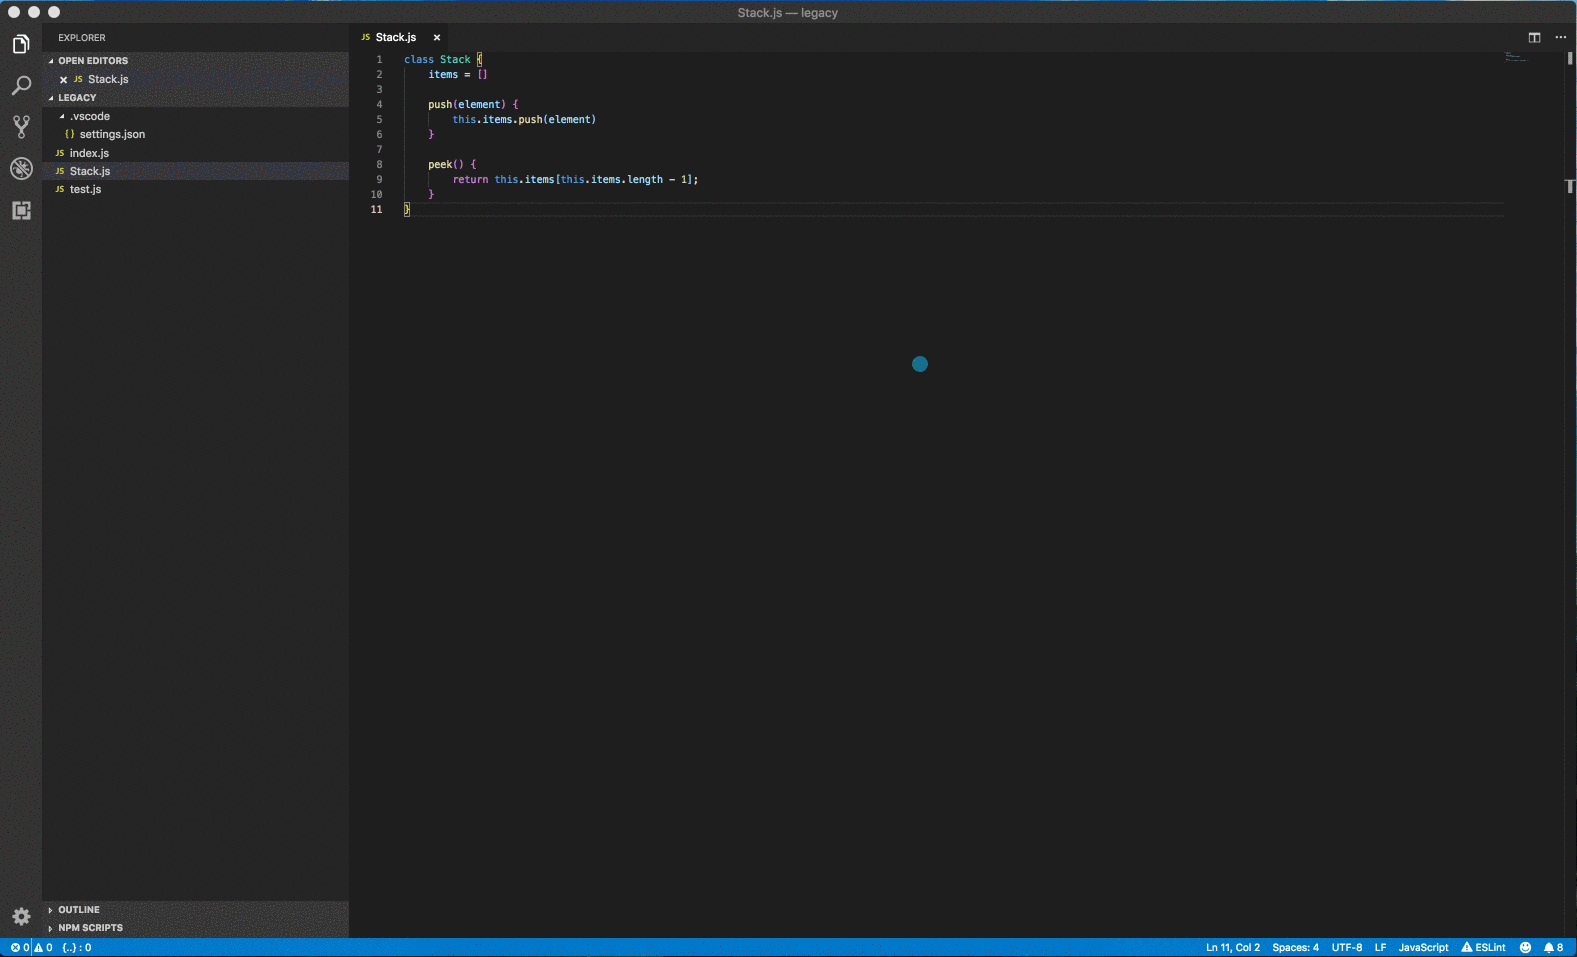 Stack.js — legacy
EXPLORER
OPEN EDITORS
JS Stack.js
LEGACY
.vscode
{} settings.json
JS index.js
JS Stack.js
JS test.js
OUTLINE
NPM SCRIPTS
JS Stack.js
1 class Stack {
2 items = []
3
4 push(element) {
5 this.items.push(element)
6 }
7
8 peek() {
9 return this.items[this.items.length - 1];
10 }
11 }
0 0 {..} : 0
Ln 11, Col 2 Spaces: 4 UTF-8 LF JavaScript ESLint 8